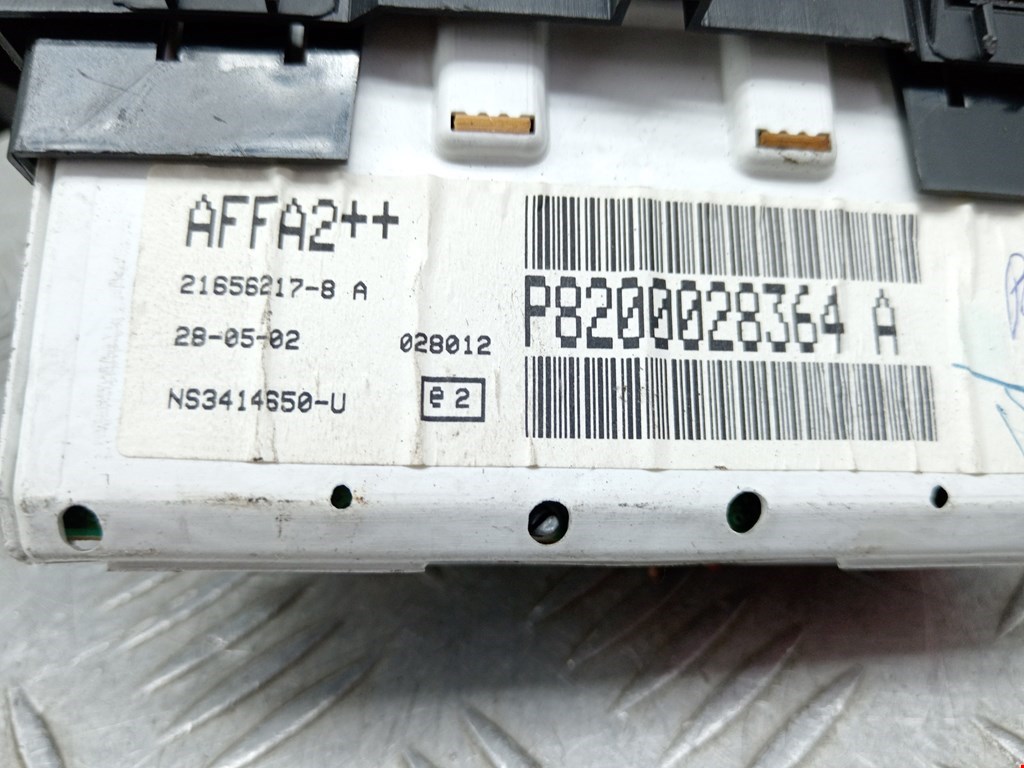 AFFA2++
21656217-8 A
28-05-02 028012
NS3414650-U
e 2
P8200028364 A